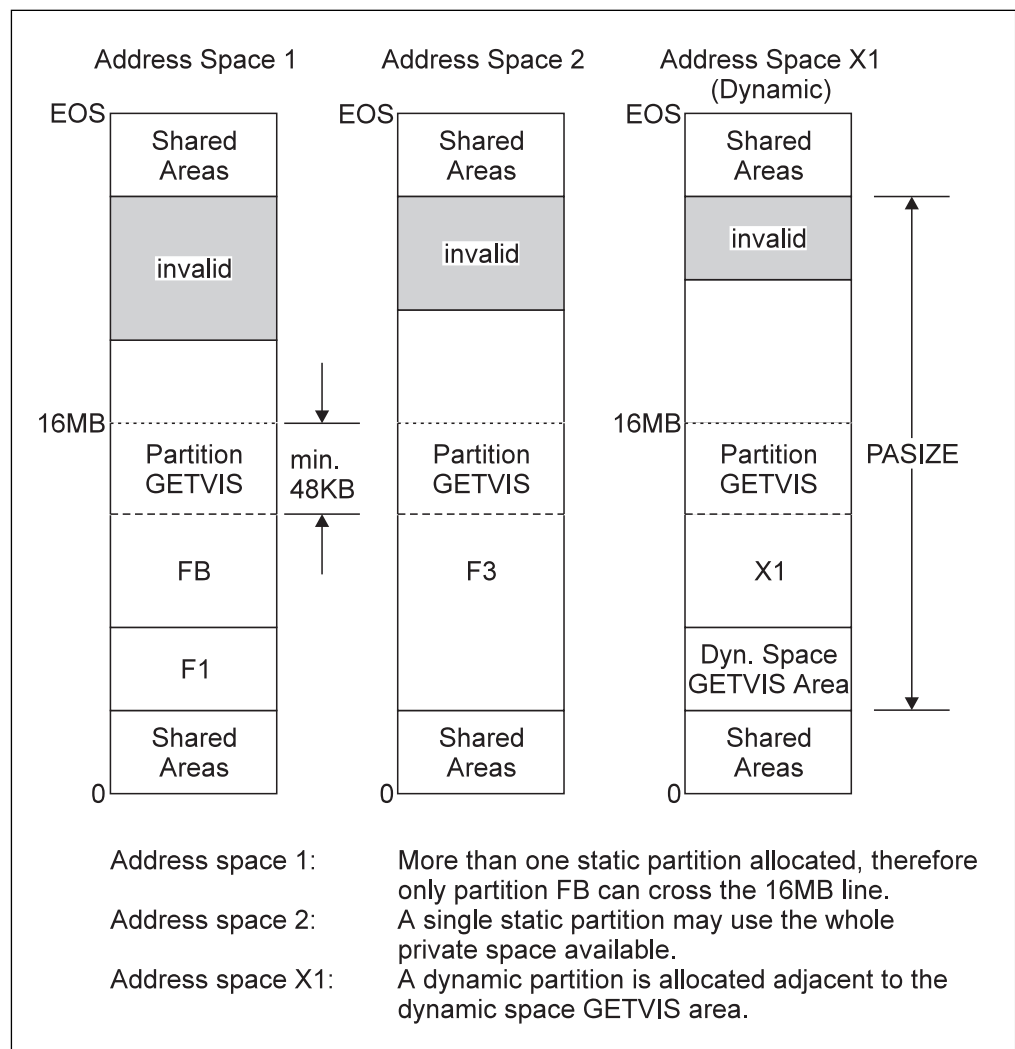 Address Space 1
Address Space 2
Address Space X1
(Dynamic)
EOS
Shared
Areas
invalid
16MB
Partition
GETVIS
min.
48KB
FB
F1
Shared
Areas
0
EOS
Shared
Areas
invalid
Partition
GETVIS
F3
Shared
Areas
0
EOS
Shared
Areas
invalid
16MB
Partition
GETVIS
PASIZE
X1
Dyn. Space
GETVIS Area
Shared
Areas
0
Address space 1: More than one static partition allocated, therefore
only partition FB can cross the 16MB line.
Address space 2: A single static partition may use the whole
private space available.
Address space X1: A dynamic partition is allocated adjacent to the
dynamic space GETVIS area.